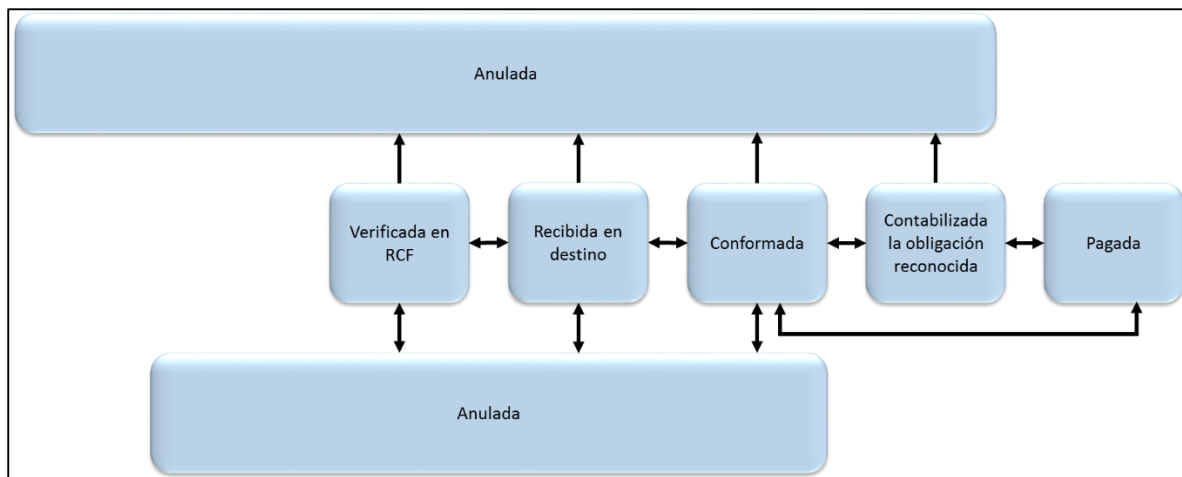 Anulada
Verificada en
RCF
Recibida en
destino
Conformada
Contabilizada
la obligación
reconocida
Pagada
Anulada